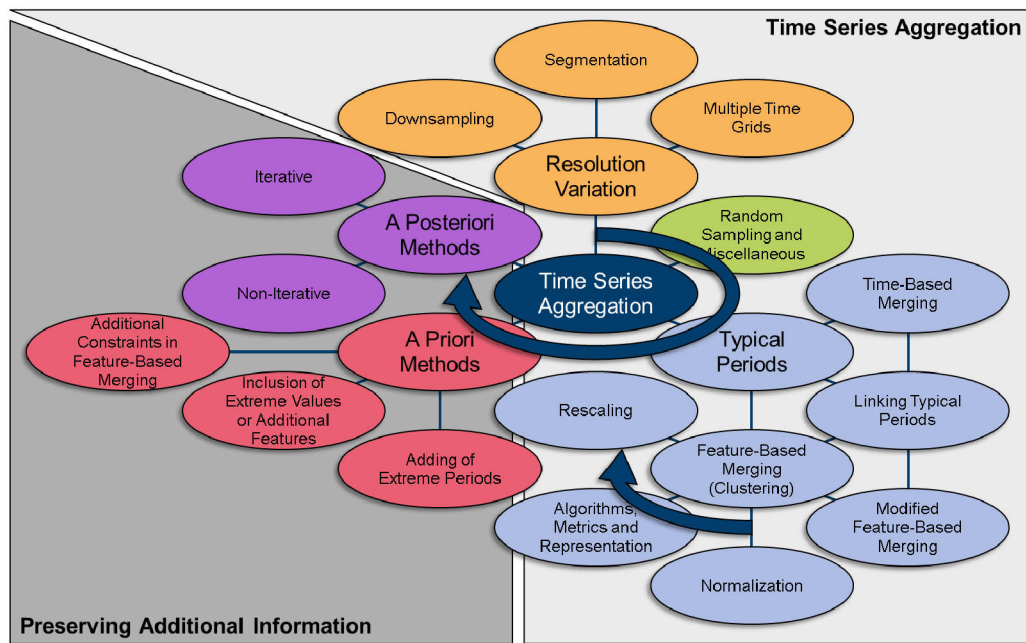 Time Series Aggregation
Segmentation
Downsampling
Multiple Time
Grids
Resolution
Variation
Iterative
A Posteriori
Methods
Random
Sampling and
Miscellaneous
Non-Iterative
Time Series
Aggregation
Time-Based
Merging
Additional
Constraints in
Feature-Based
Merging
A Priori
Methods
Typical
Periods
Inclusion of
Extreme Values
or Additional
Features
Rescaling
Linking Typical
Periods
Adding of
Extreme Periods
Feature-Based
Merging
(Clustering)
Algorithms,
Metrics and
Representation
Modified
Feature-Based
Merging
Normalization
Preserving Additional Information